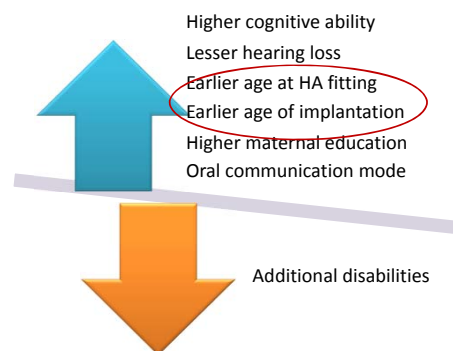 Higher cognitive ability
Lesser hearing loss
Earlier age at HA fitting
Earlier age of implantation
Higher maternal education
Oral communication mode
Additional disabilities